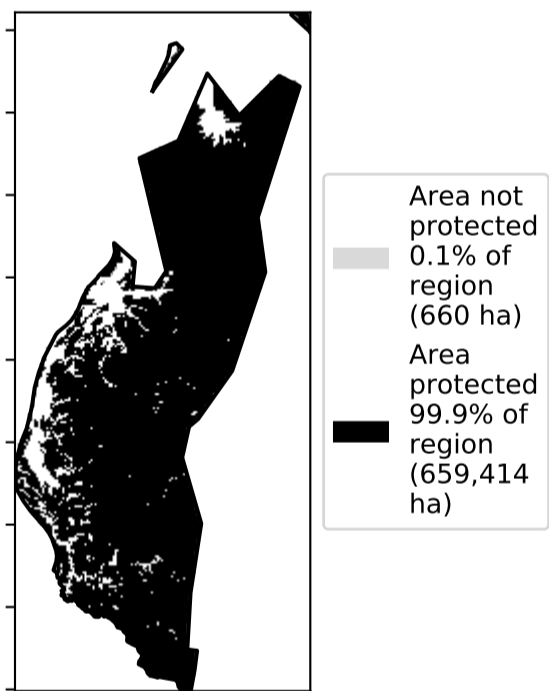 Area not
protected
0.1% of
region
(660 ha)
Area
protected
99.9% of
region
(659,414
ha)